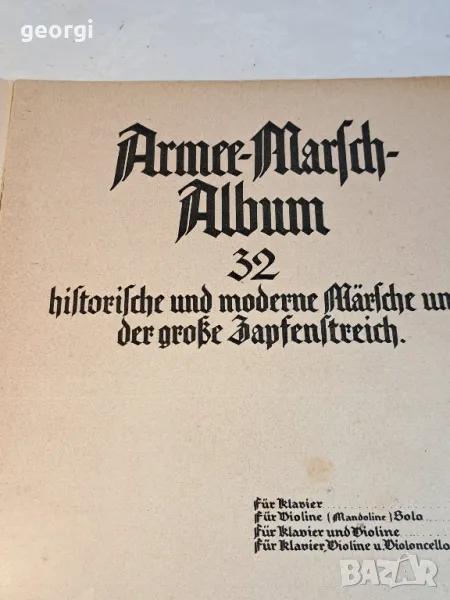 georgi
Armee-Marsch-
Album
32
historische und moderne Märsche un
der große Zapfenstreich.
Für Klavier
Für Violine (Mandoline) Solo
Für Klavier und Violine
Für Klavier, Violine u. Violoncello
BAZAR